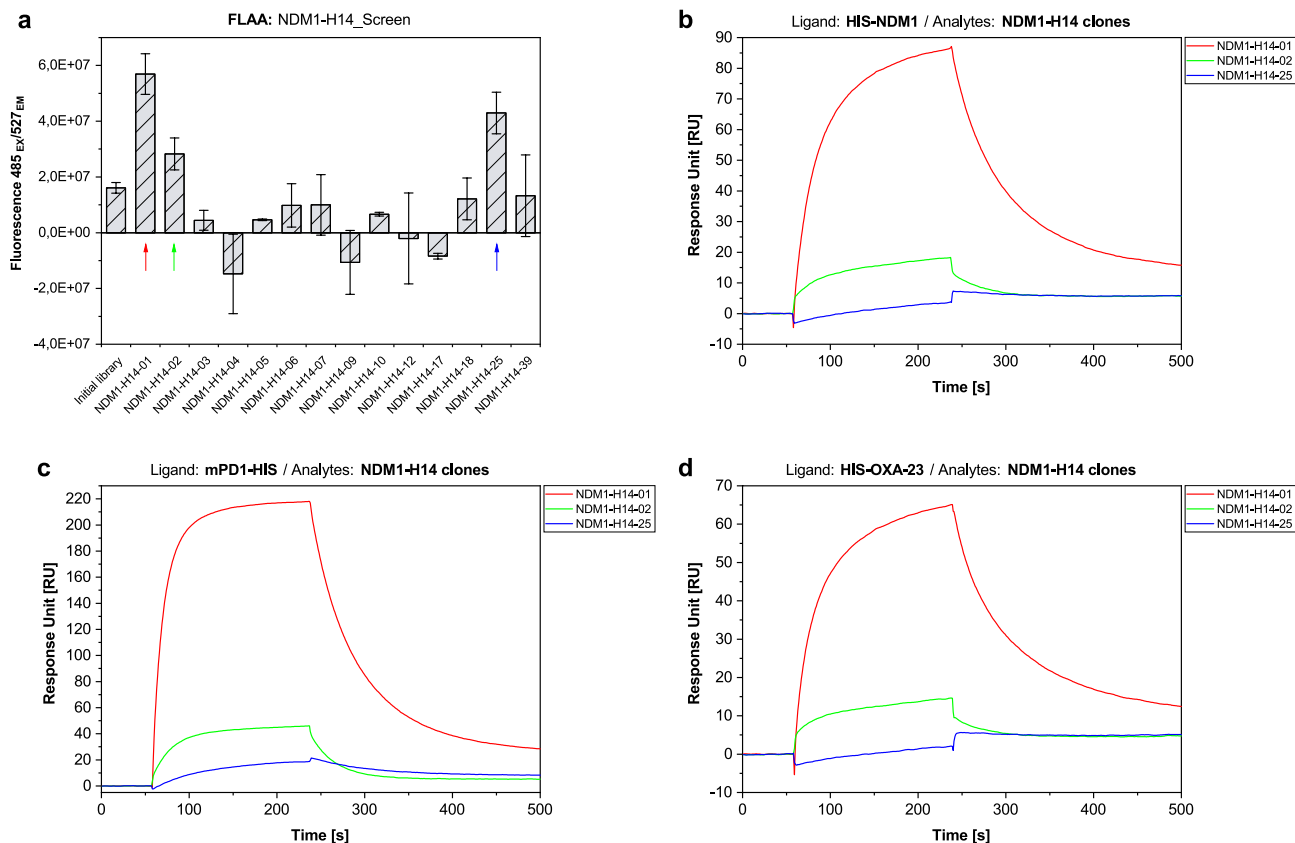 a
FLAA: NDM1-H14_Screen
Fluorescence 485 EX/527 EM
6,0E+07
4,0E+07
2,0E+07
0,0E+00
-2,0E+07
-4,0E+07
Initial library
NDM1-H14-01
NDM1-H14-02
NDM1-H14-03
NDM1-H14-04
NDM1-H14-05
NDM1-H14-06
NDM1-H14-07
NDM1-H14-09
NDM1-H14-10
NDM1-H14-12
NDM1-H14-17
NDM1-H14-18
NDM1-H14-25
NDM1-H14-39
b
Ligand: HIS-NDM1 / Analytes: NDM1-H14 clones
Response Unit [RU]
90
80
70
60
50
40
30
20
10
0
-10
0 100 200 300 400 500
Time [s]
NDM1-H14-01
NDM1-H14-02
NDM1-H14-25
c
Ligand: mPD1-HIS / Analytes: NDM1-H14 clones
Response Unit [RU]
220
200
180
160
140
120
100
80
60
40
20
0
0 100 200 300 400 500
Time [s]
NDM1-H14-01
NDM1-H14-02
NDM1-H14-25
d
Ligand: HIS-OXA-23 / Analytes: NDM1-H14 clones
Response Unit [RU]
70
60
50
40
30
20
10
0
-10
0 100 200 300 400 500
Time [s]
NDM1-H14-01
NDM1-H14-02
NDM1-H14-25